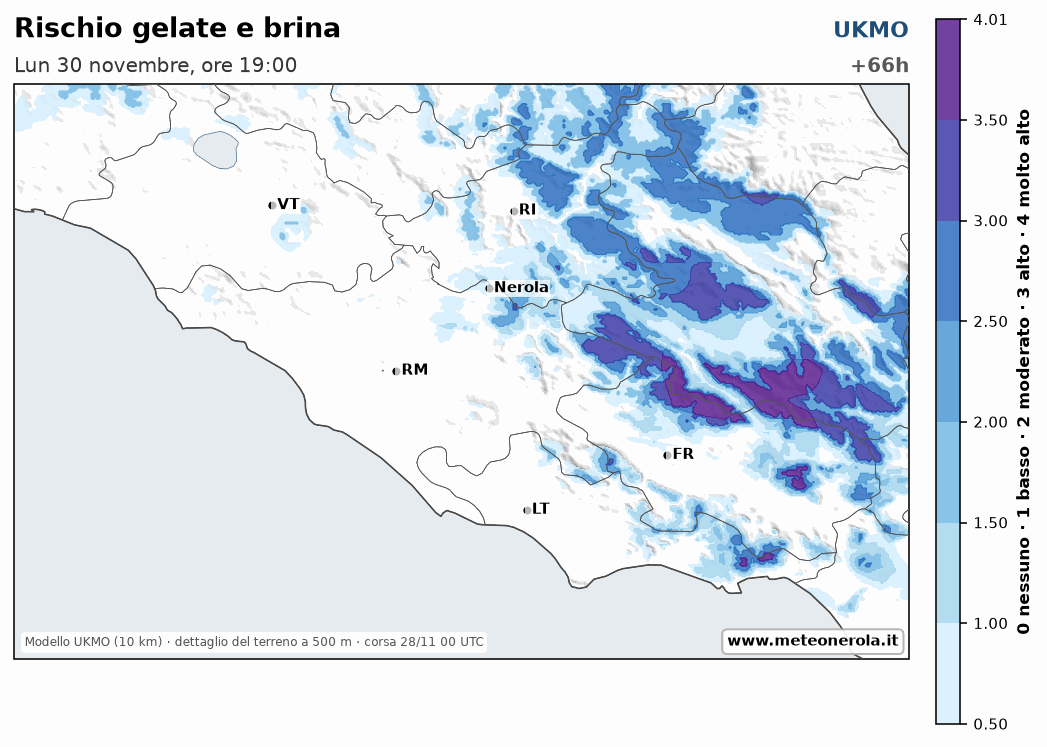 Rischio gelate e brina
UKMO
Lun 30 novembre, ore 19:00
+66h
VT
RI
Nerola
RM
FR
LT
Modello UKMO (10 km) · dettaglio del terreno a 500 m · corsa 28/11 00 UTC
www.meteonerola.it
4.01
3.50
3.00
2.50
2.00
1.50
1.00
0.50
0 nessuno · 1 basso · 2 moderato · 3 alto · 4 molto alto